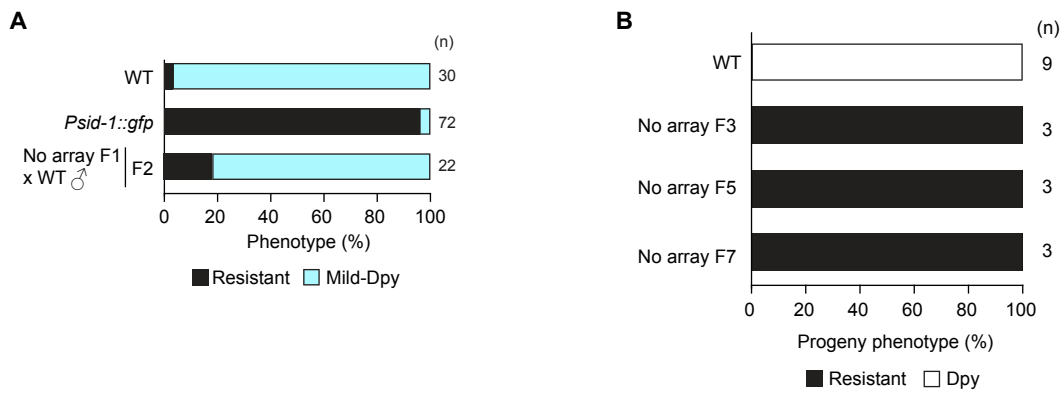 A
(n)
WT 30
Psid-1::gfp 72
No array F1
x WT ♂ F2 22
0 20 40 60 80 100
Phenotype (%)
Resistant Mild-Dpy
B
(n)
WT 9
No array F3 3
No array F5 3
No array F7 3
0 20 40 60 80 100
Progeny phenotype (%)
Resistant Dpy